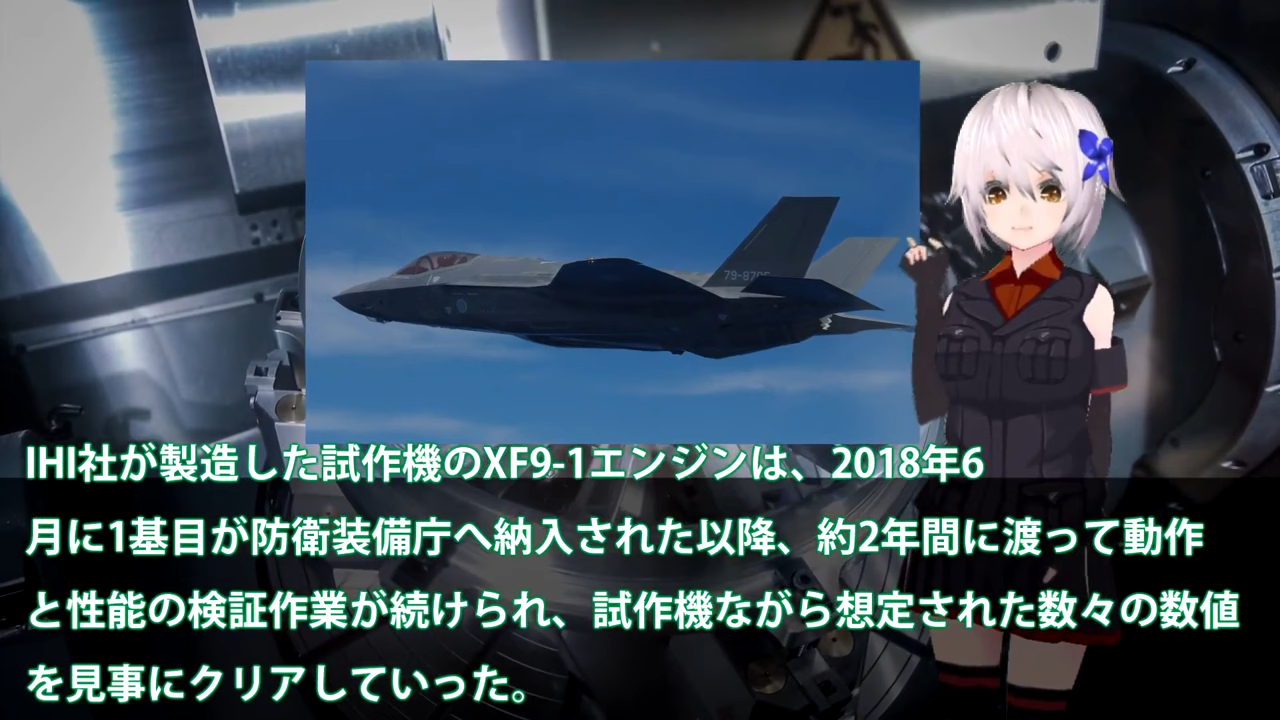 79-87
IHI社が製造した試作機のXF9-1エンジンは、2018年6
月に1基目が防衛装備庁へ納入された以降、約2年間に渡って動作
と性能の検証作業が続けられ、試作機ながら想定された数々の数値
を見事にクリアしていった。